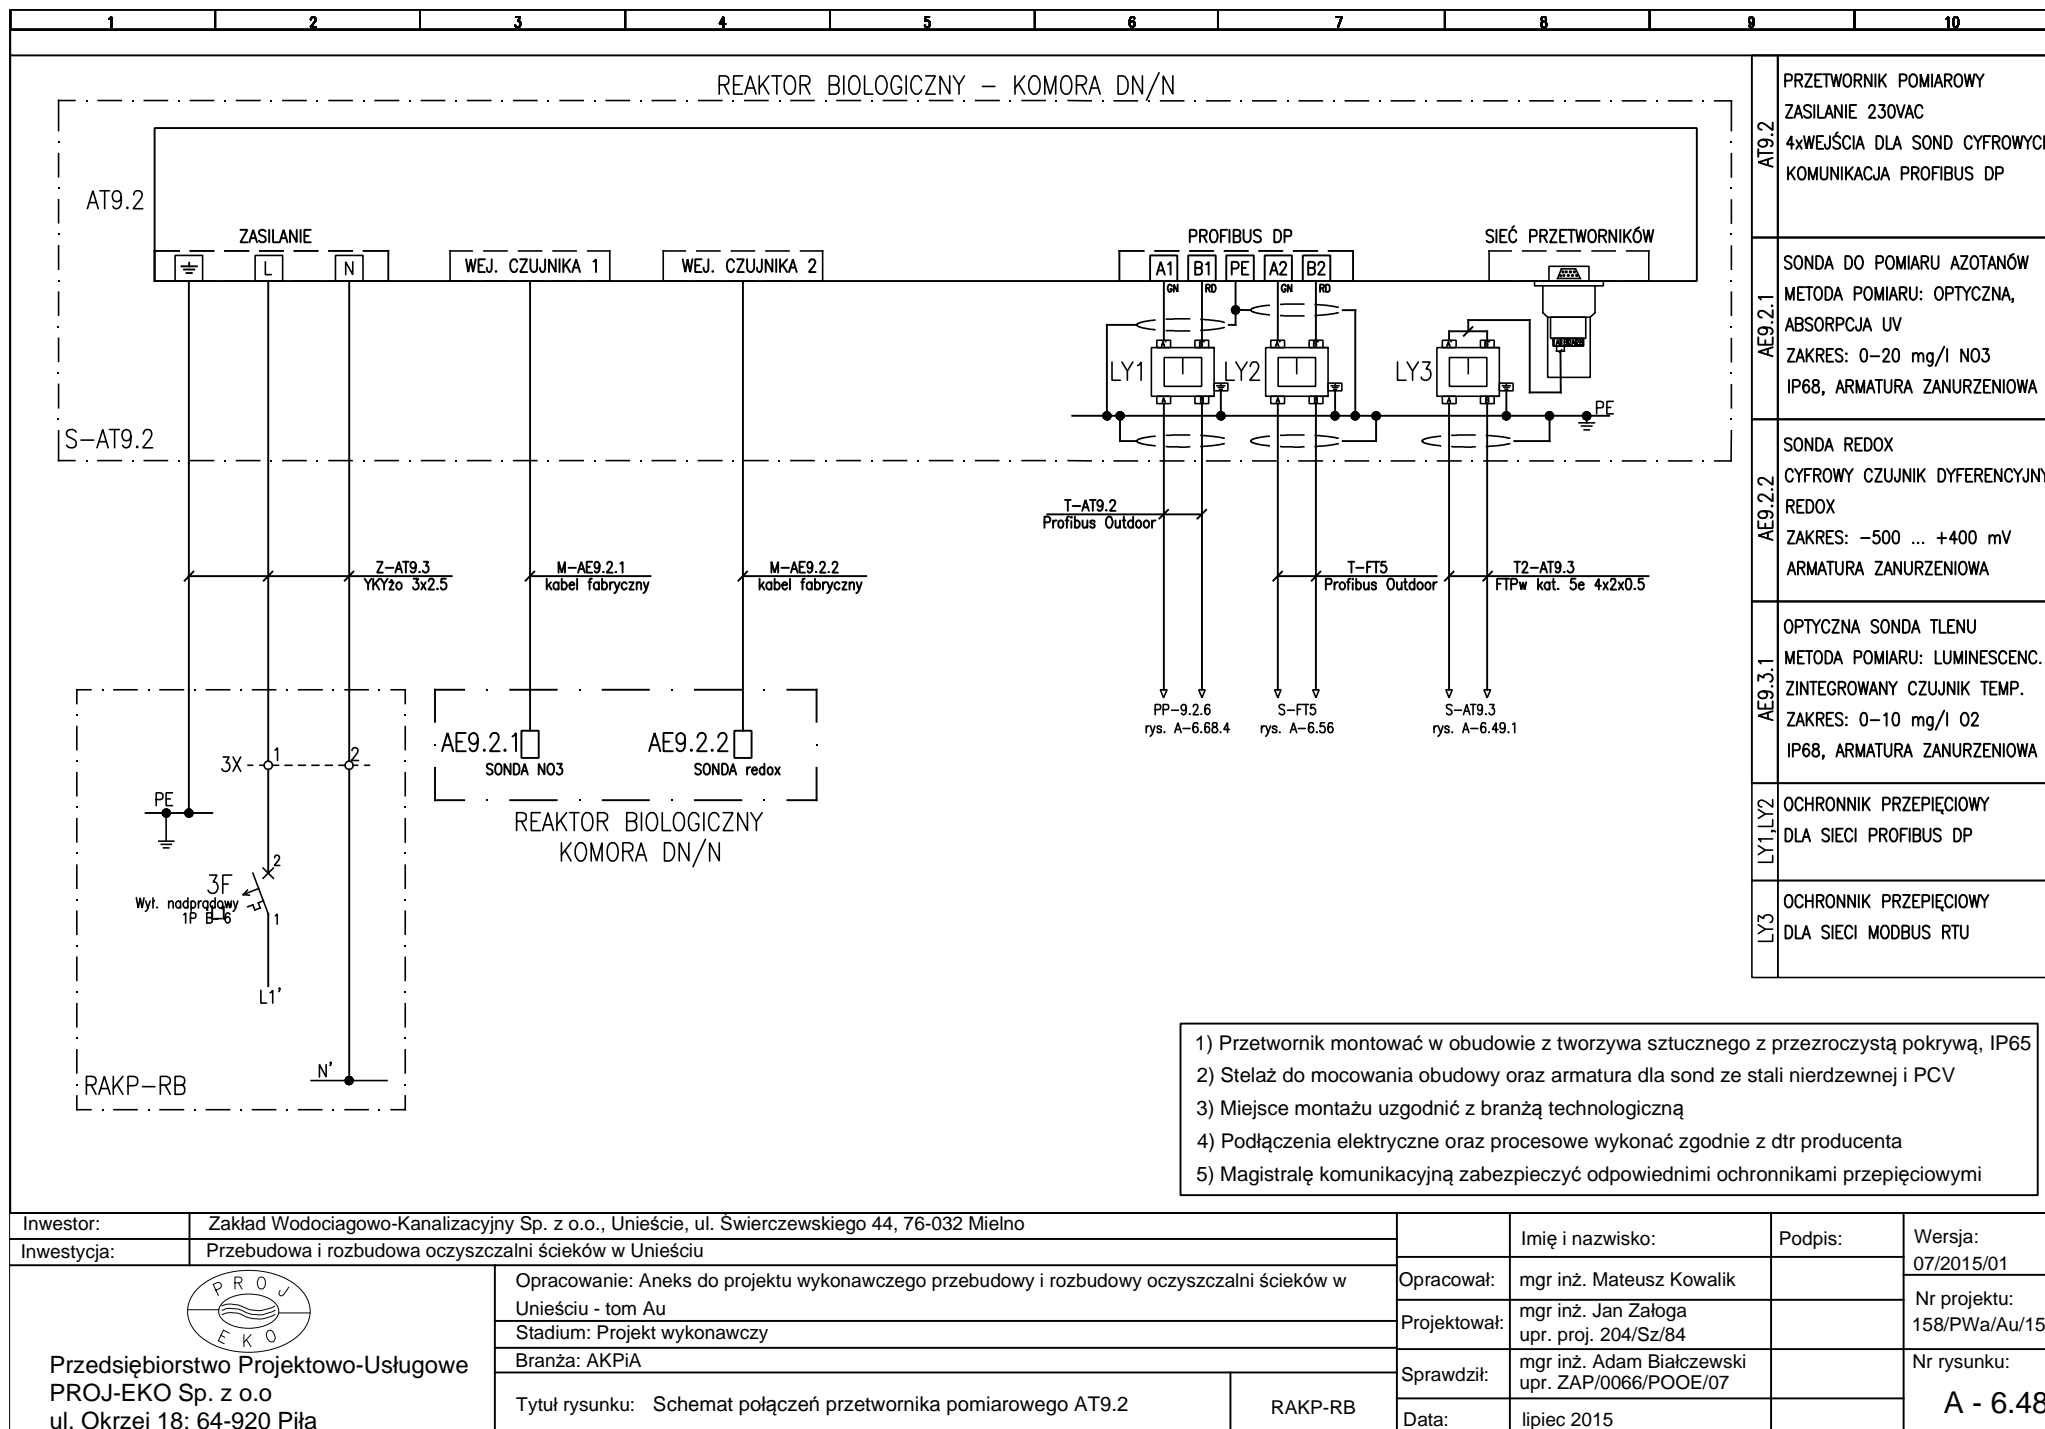 1 2 3 4 5 6 7 8 9 10
REAKTOR BIOLOGICZNY – KOMORA DN/N
AT9.2
ZASILANIE
L N
WEJ. CZUJNIKA 1
WEJ. CZUJNIKA 2
PROFIBUS DP
A1 B1 PE A2 B2
GN RD GN RD
SIEĆ PRZETWORNIKÓW
LY1
LY2
LY3
PE
S–AT9.2
T–AT9.2
Profibus Outdoor
Z–AT9.3
YKYżo 3x2.5
M–AE9.2.1
kabel fabryczny
M–AE9.2.2
kabel fabryczny
T–FT5
Profibus Outdoor
T2–AT9.3
FTPw kat. 5e 4x2x0.5
PP–9.2.6
rys. A–6.68.4
S–FT5
rys. A–6.56
S–AT9.3
rys. A–6.49.1
3X
1
2
PE
2
3F
Wył. nadprądowy
1P B–6
1
L1'
N'
RAKP–RB
AE9.2.1
SONDA NO3
AE9.2.2
SONDA redox
REAKTOR BIOLOGICZNY
KOMORA DN/N
AT9.2
PRZETWORNIK POMIAROWY
ZASILANIE 230VAC
4xWEJŚCIA DLA SOND
KOMUNIKACJA PROFIBUS DP
AE9.2.1
SONDA DO POMIARU AZOTANÓW
METODA POMIARU: OPTYCZNA,
ABSORPCJA UV
ZAKRES: 0–20 mg/l NO3
IP68, ARMATURA ZANURZENIOWA
AE9.2.2
SONDA REDOX
CYFROWY CZUJNIK DYFERENCYJNY
REDOX
ZAKRES: –500 ... +400 mV
ARMATURA ZANURZENIOWA
AE9.3.1
OPTYCZNA SONDA TLENU
METODA POMIARU: LUMINESCENC.
ZINTEGROWANY CZUJNIK TEMP.
ZAKRES: 0–10 mg/l O2
IP68, ARMATURA ZANURZENIOWA
LY1,LY2
OCHRONNIK PRZEPIĘCIOWY
DLA SIECI PROFIBUS DP
LY3
OCHRONNIK PRZEPIĘCIOWY
DLA SIECI MODBUS RTU
1) Przetwornik montować w obudowie z tworzywa sztucznego z przezroczystą pokrywą, IP65
2) Stelaż do mocowania obudowy oraz armatura dla sond ze stali nierdzewnej i PCV
3) Miejsce montażu uzgodnić z branżą technologiczną
4) Podłączenia elektryczne oraz procesowe wykonać zgodnie z dtr producenta
5) Magistralę komunikacyjną zabezpieczyć odpowiednimi ochronnikami przepięciowymi
Inwestor: Zakład Wodociagowo-Kanalizacyjny Sp. z o.o., Unieście, ul. Świerczewskiego 44, 76-032 Mielno
Inwestycja: Przebudowa i rozbudowa oczyszczalni ścieków w Unieściu
PROJ
EKO
Przedsiębiorstwo Projektowo-Usługowe
PROJ-EKO Sp. z o.o
ul. Okrzei 18; 64-920 Piła
Opracowanie: Aneks do projektu wykonawczego przebudowy i rozbudowy oczyszczalni ścieków w
Unieściu - tom Au
Stadium: Projekt wykonawczy
Branża: AKPiA
Tytuł rysunku: Schemat połączeń przetwornika pomiarowego AT9.2
RAKP-RB
Imię i nazwisko: Podpis:
Opracował: mgr inż. Mateusz Kowalik
Projektował: mgr inż. Jan Załoga
upr. proj. 204/Sz/84
Sprawdził: mgr inż. Adam Białczewski
upr. ZAP/0066/POOE/07
Data: lipiec 2015
Wersja:
07/2015/01
Nr projektu:
158/PWa/Au/15
Nr rysunku:
A - 6.48